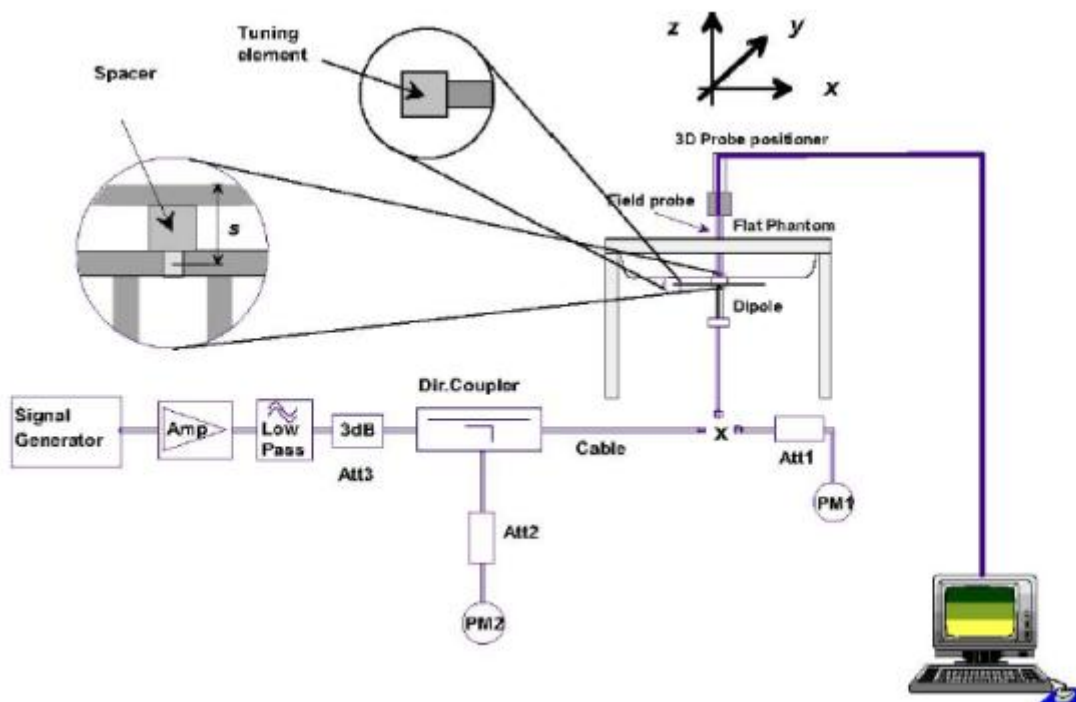 Tuning
element
Spacer
z
y
x
3D Probe positioner
Field probe
Flat Phantom
s
Dipole
Dir.Coupler
Signal
Generator
Amp
Low
Pass
3dB
Att3
Cable
x
Att1
PM1
Att2
PM2